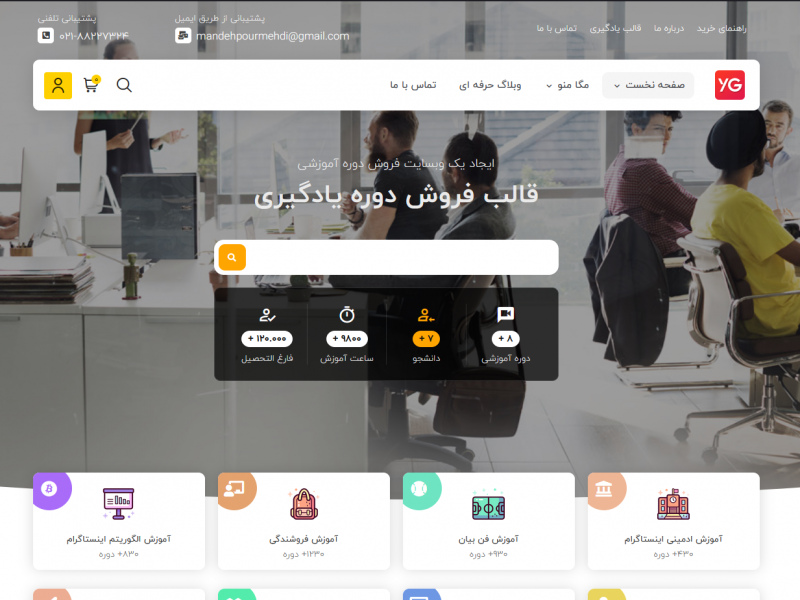 راهنمای خرید
درباره ما
قالب یادگیری
تماس با ما
پشتیبانی از طریق ایمیل
mandehpourmehdi@gmail.com
پشتیبانی تلفنی
۰۲۱-۸۸۲۲۷۳۲۴
YG
صفحه نخست
مگا منو
وبلاگ حرفه ای
تماس با ما
۰
ایجاد یک وبسایت فروش دوره آموزشی
قالب فروش دوره یادگیری
۸ +
دوره آموزشی
۷ +
دانشجو
۹۸۰۰ +
ساعت آموزش
۱۲۰.۰۰۰ +
فارغ التحصیل
آموزش ادمینی اینستاگرام
۴۳۰+ دوره
آموزش فن بیان
۹۳۰+ دوره
آموزش فروشندگی
۱۲۳۰+ دوره
آموزش الگوریتم اینستاگرام
۸۳۰+ دوره